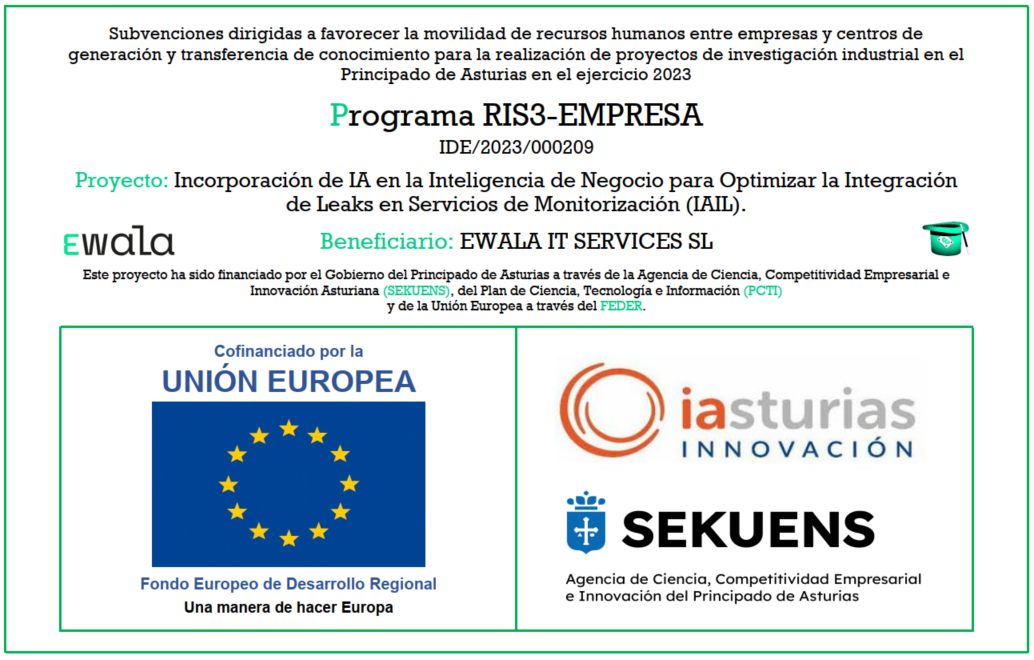 Subvenciones dirigidas a favorecer la movilidad de recursos humanos entre empresas y centros de
generación y transferencia de conocimiento para la realización de proyectos de investigación industrial en el
Principado de Asturias en el ejercicio 2023
Programa RIS3-EMPRESA
IDE/2023/000209
Proyecto: Incorporación de IA en la Inteligencia de Negocio para Optimizar la Integración
de Leaks en Servicios de Monitorización (IAIL).
Ewala
Beneficiario: EWALA IT SERVICES SL
Este proyecto ha sido financiado por el Gobierno del Principado de Asturias a través de la Agencia de Ciencia, Competitividad Empresarial e
Innovación Asturiana (SEKUENS), del Plan de Ciencia, Tecnología e Información (PCTI)
y de la Unión Europea a través del FEDER.
Cofinanciado por la
UNIÓN EUROPEA
Fondo Europeo de Desarrollo Regional
Una manera de hacer Europa
iasturias
INNOVACIÓN
SEKUENS
Agencia de Ciencia, Competitividad Empresarial
e Innovación del Principado de Asturias